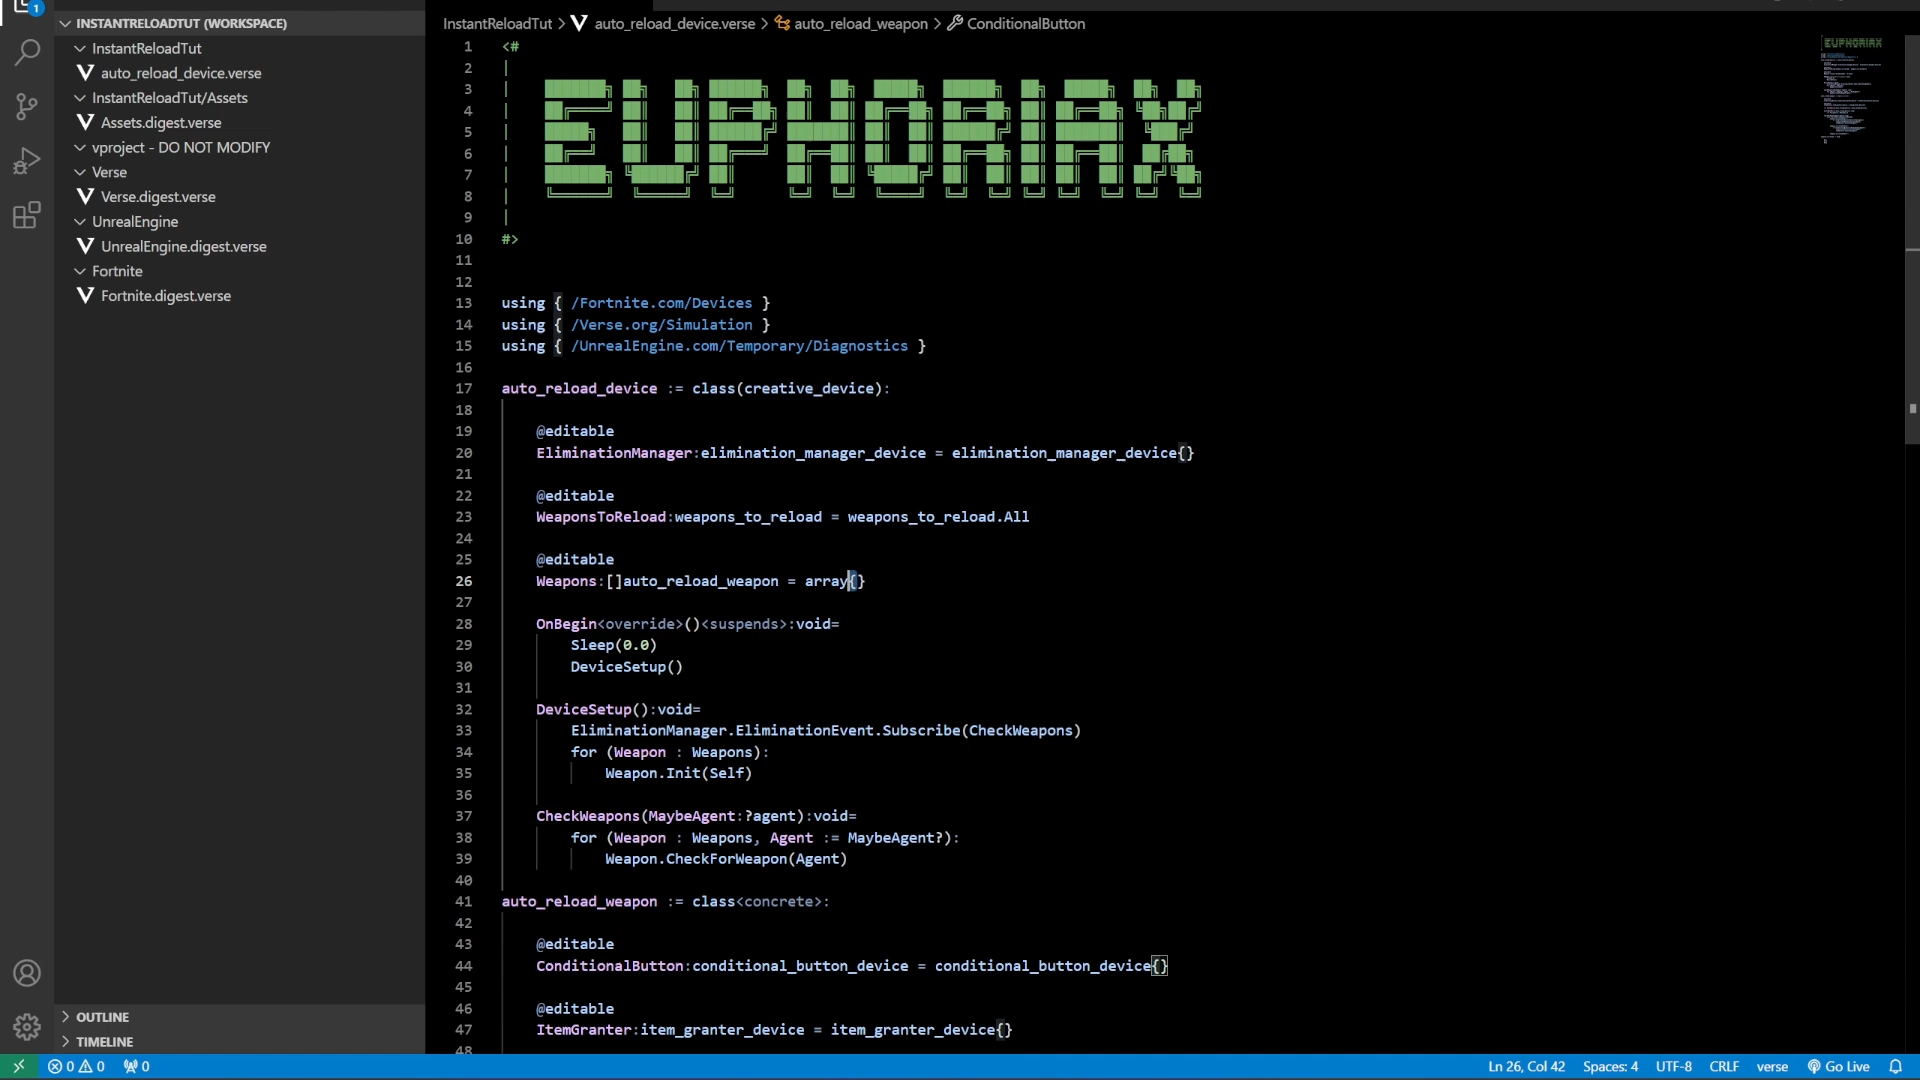 1
INSTANTRELOADTUT (WORKSPACE)
InstantReloadTut
auto_reload_device.verse
InstantReloadTut/Assets
Assets.digest.verse
vproject - DO NOT MODIFY
Verse
Verse.digest.verse
UnrealEngine
UnrealEngine.digest.verse
Fortnite
Fortnite.digest.verse
OUTLINE
TIMELINE
InstantReloadTut > auto_reload_device.verse > auto_reload_weapon > ConditionalButton
1 <#
2
3
4
5 EUPHORIAX
6
7
8
9
10 #>
11
12
13 using { /Fortnite.com/Devices }
14 using { /Verse.org/Simulation }
15 using { /UnrealEngine.com/Temporary/Diagnostics }
16
17 auto_reload_device := class(creative_device):
18
19 @editable
20 EliminationManager:elimination_manager_device = elimination_manager_device{}
21
22 @editable
23 WeaponsToReload:weapons_to_reload = weapons_to_reload.All
24
25 @editable
26 Weapons:[]auto_reload_weapon = array{}
27
28 OnBegin<override>()<suspends>:void=
29 Sleep(0.0)
30 DeviceSetup()
31
32 DeviceSetup():void=
33 EliminationManager.EliminationEvent.Subscribe(CheckWeapons)
34 for (Weapon : Weapons):
35 Weapon.Init(Self)
36
37 CheckWeapons(MaybeAgent:?agent):void=
38 for (Weapon : Weapons, Agent := MaybeAgent?):
39 Weapon.CheckForWeapon(Agent)
40
41 auto_reload_weapon := class<concrete>:
42
43 @editable
44 ConditionalButton:conditional_button_device = conditional_button_device{}
45
46 @editable
47 ItemGranter:item_granter_device = item_granter_device{}
48
EUPHORIAX
0 0 0 Ln 26, Col 42 Spaces: 4 UTF-8 CRLF verse Go Live